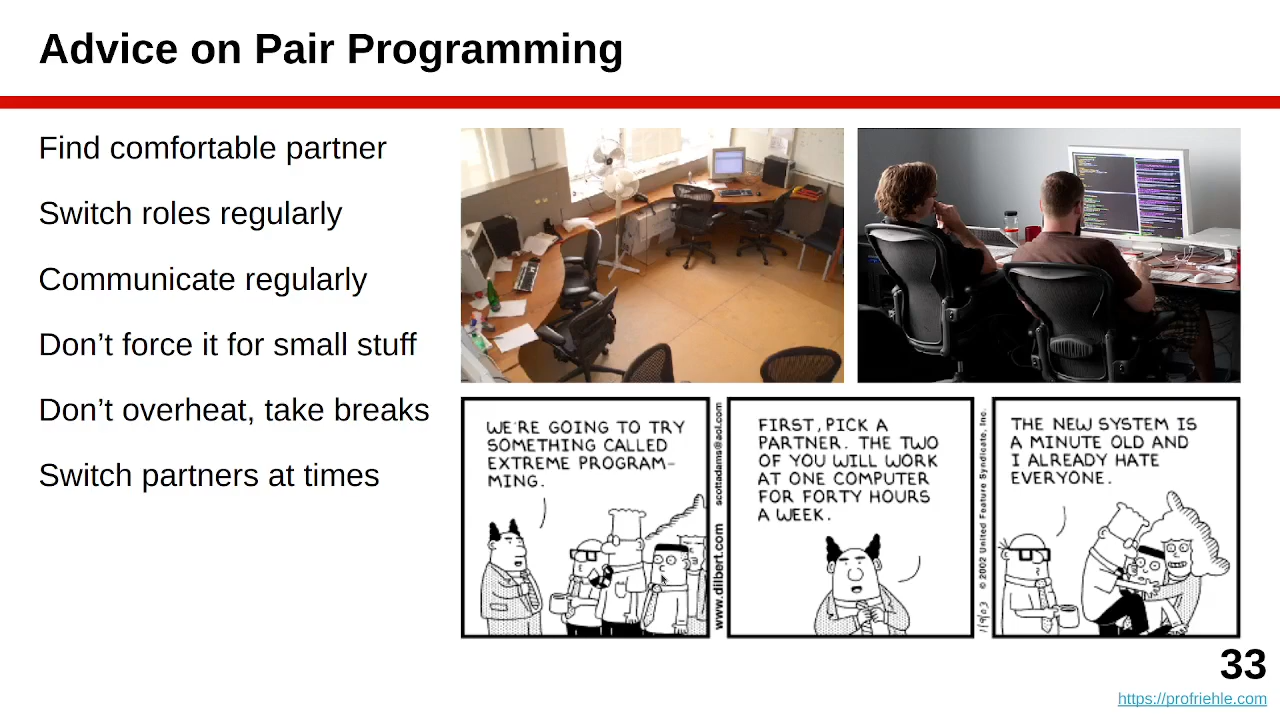 Advice on Pair Programming
Find comfortable partner
Switch roles regularly
Communicate regularly
Don’t force it for small stuff
Don’t overheat, take breaks
Switch partners at times
WE'RE GOING TO TRY
SOMETHING CALLED
EXTREME PROGRAM-
MING.
www.dilbert.com scottadams@aol.com
FIRST, PICK A
PARTNER. THE TWO
OF YOU WILL WORK
AT ONE COMPUTER
FOR FORTY HOURS
A WEEK.
1/9/03 © 2002 United Feature Syndicate, Inc.
THE NEW SYSTEM IS
A MINUTE OLD AND
I ALREADY HATE
EVERYONE.
33
https://profriehle.com